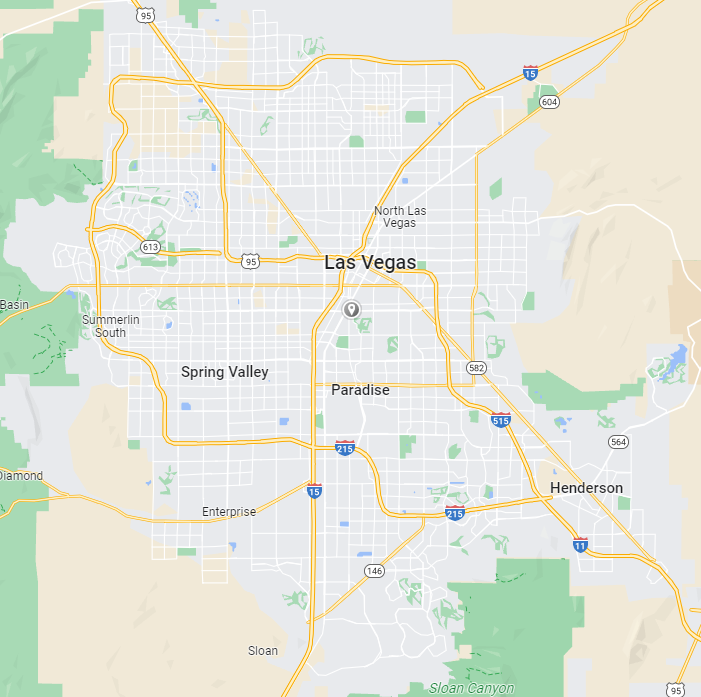 95
15
604
North Las
Vegas
613
95
Las Vegas
Basin
Summerlin
South
582
Spring Valley
Paradise
515
564
215
Diamond
15
Henderson
Enterprise
215
11
146
Sloan
Sloan Canyon
95